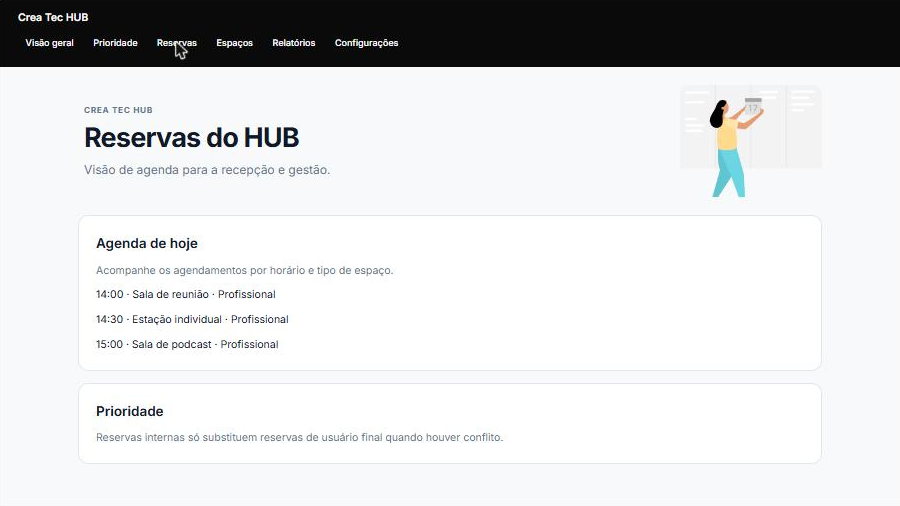 Crea Tec HUB
Visão geral Prioridade Reservas Espaços Relatórios Configurações
CREA TEC HUB
Reservas do HUB
Visão de agenda para a recepção e gestão.
17
Agenda de hoje
Acompanhe os agendamentos por horário e tipo de espaço.
14:00 · Sala de reunião · Profissional
14:30 · Estação individual · Profissional
15:00 · Sala de podcast · Profissional
Prioridade
Reservas internas só substituem reservas de usuário final quando houver conflito.